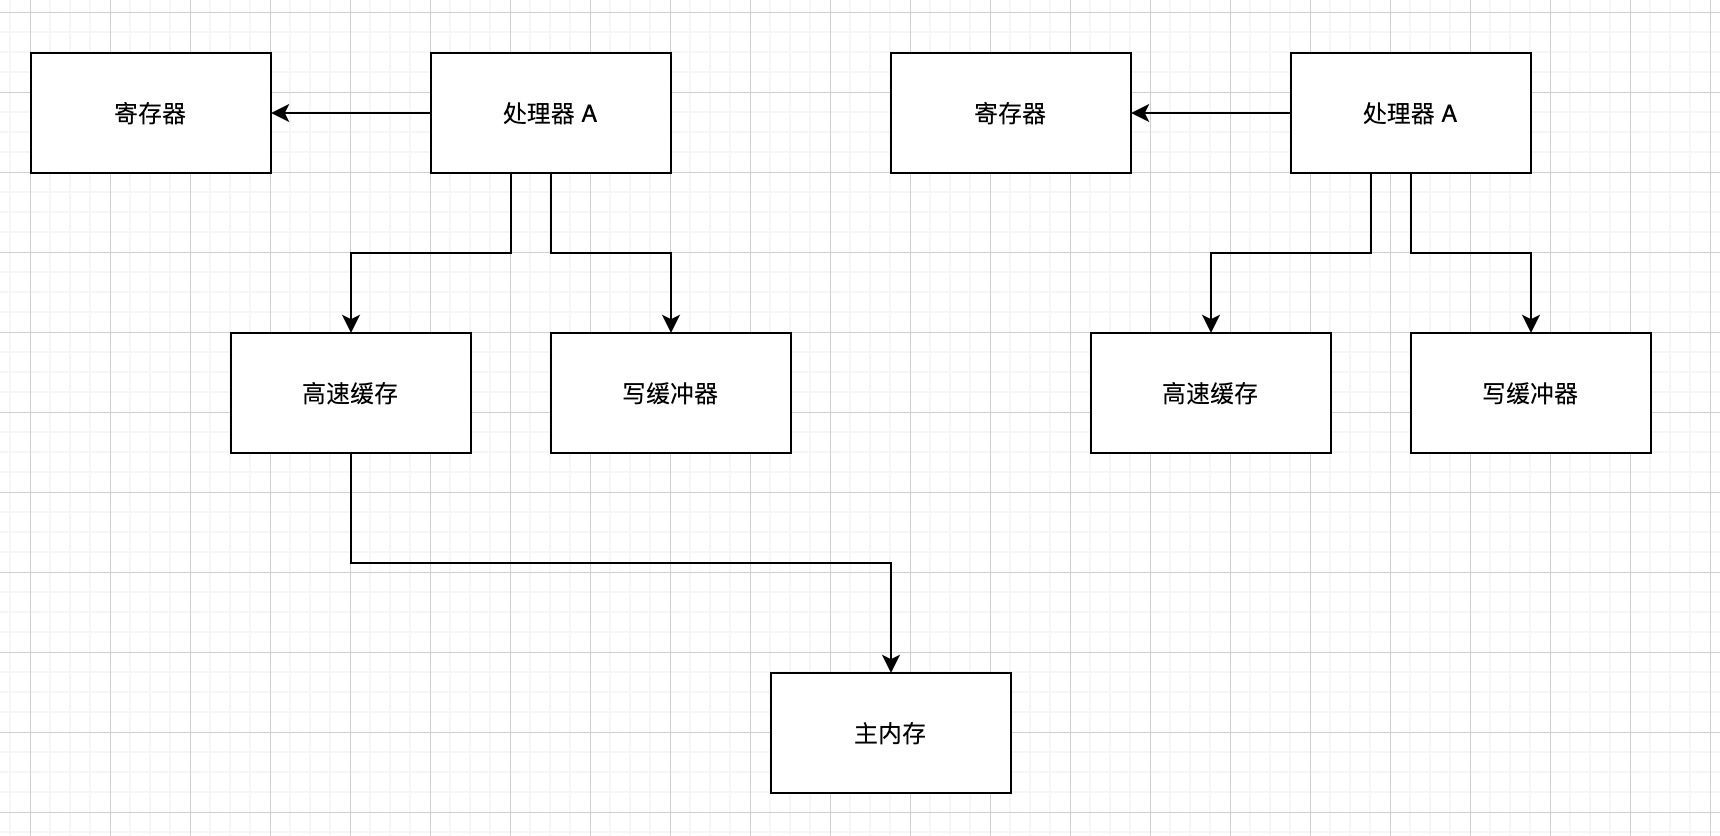 寄存器
处理器 A
寄存器
处理器 A
高速缓存
写缓冲器
高速缓存
写缓冲器
主内存